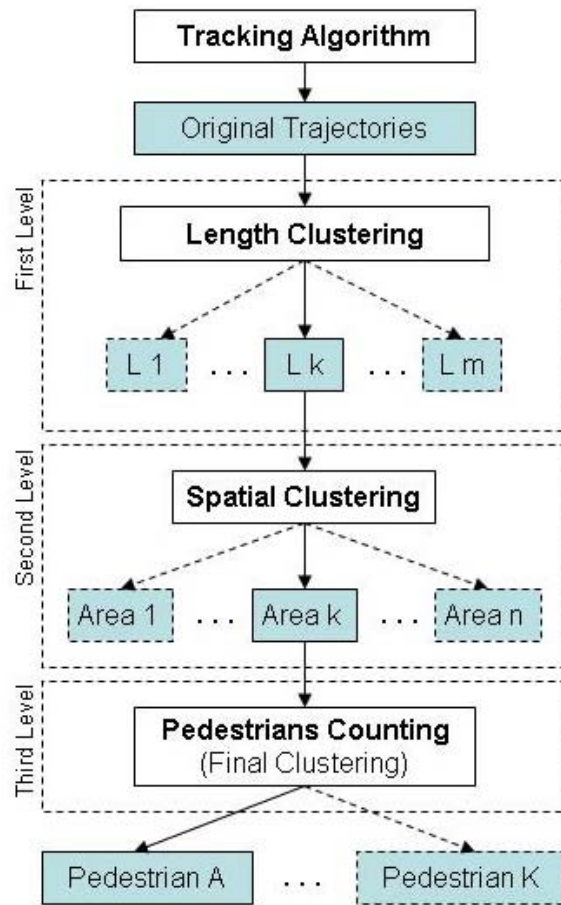 Tracking Algorithm
Original Trajectories
First Level
Length Clustering
L 1 . . . L k . . . L m
Second Level
Spatial Clustering
Area 1 . . . Area k . . . Area n
Third Level
Pedestrians Counting
(Final Clustering)
Pedestrian A . . . Pedestrian K